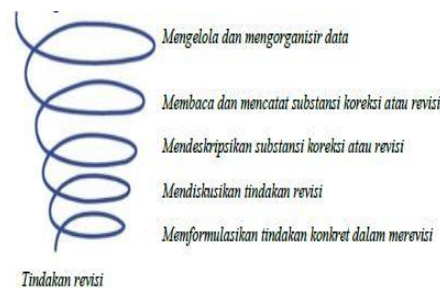 Mengelola dan mengorganisir data
Membaca dan mencatat substansi koreksi atau revisi
Mendeskripsikan substansi koreksi atau revisi
Mendiskusikan tindakan revisi
Memformulasikan tindakan konkret dalam merevisi
Tindakan revisi